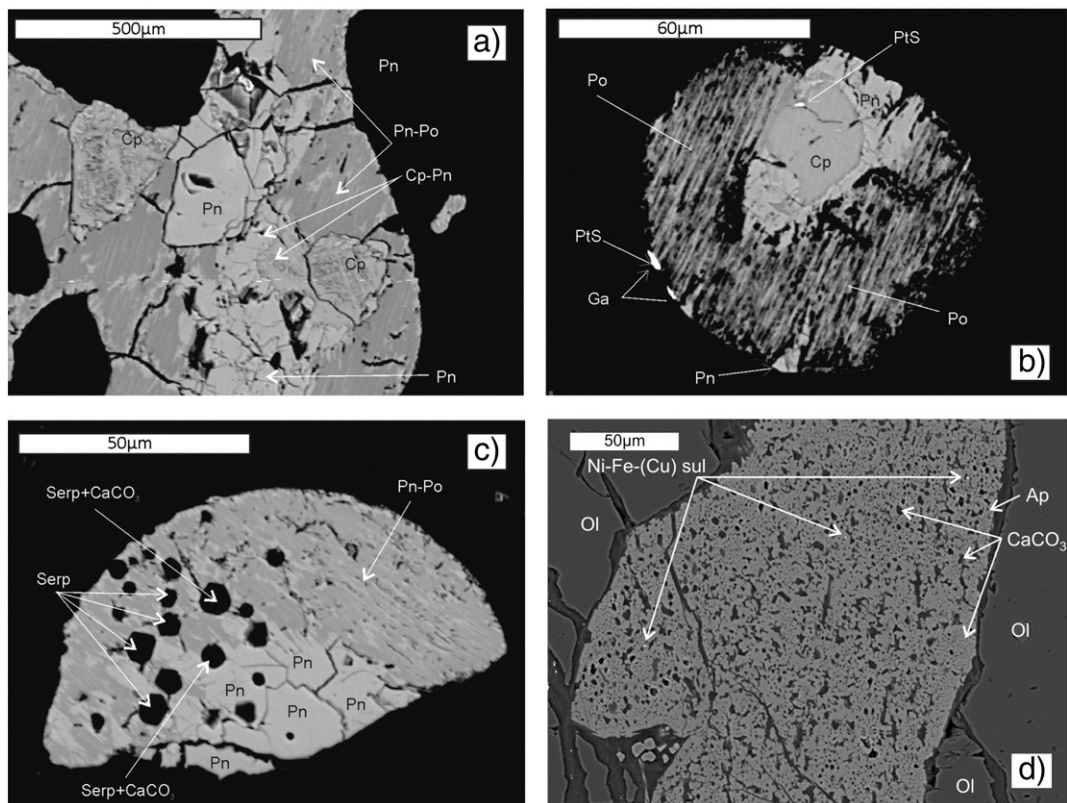 500µm
a)
Pn
Pn-Po
Cp
Cp-Pn
Pn
Cp
Pn
60µm
PtS
Po
Pn
Cp
PtS
Ga
Po
Pn
b)
50µm
c)
Serp+CaCO₃
Pn-Po
Serp
Pn
Pn
Pn
Pn
Serp+CaCO₃
50µm
Ni-Fe-(Cu) sul
Ap
Ol
CaCO₃
Ol
Ol
d)